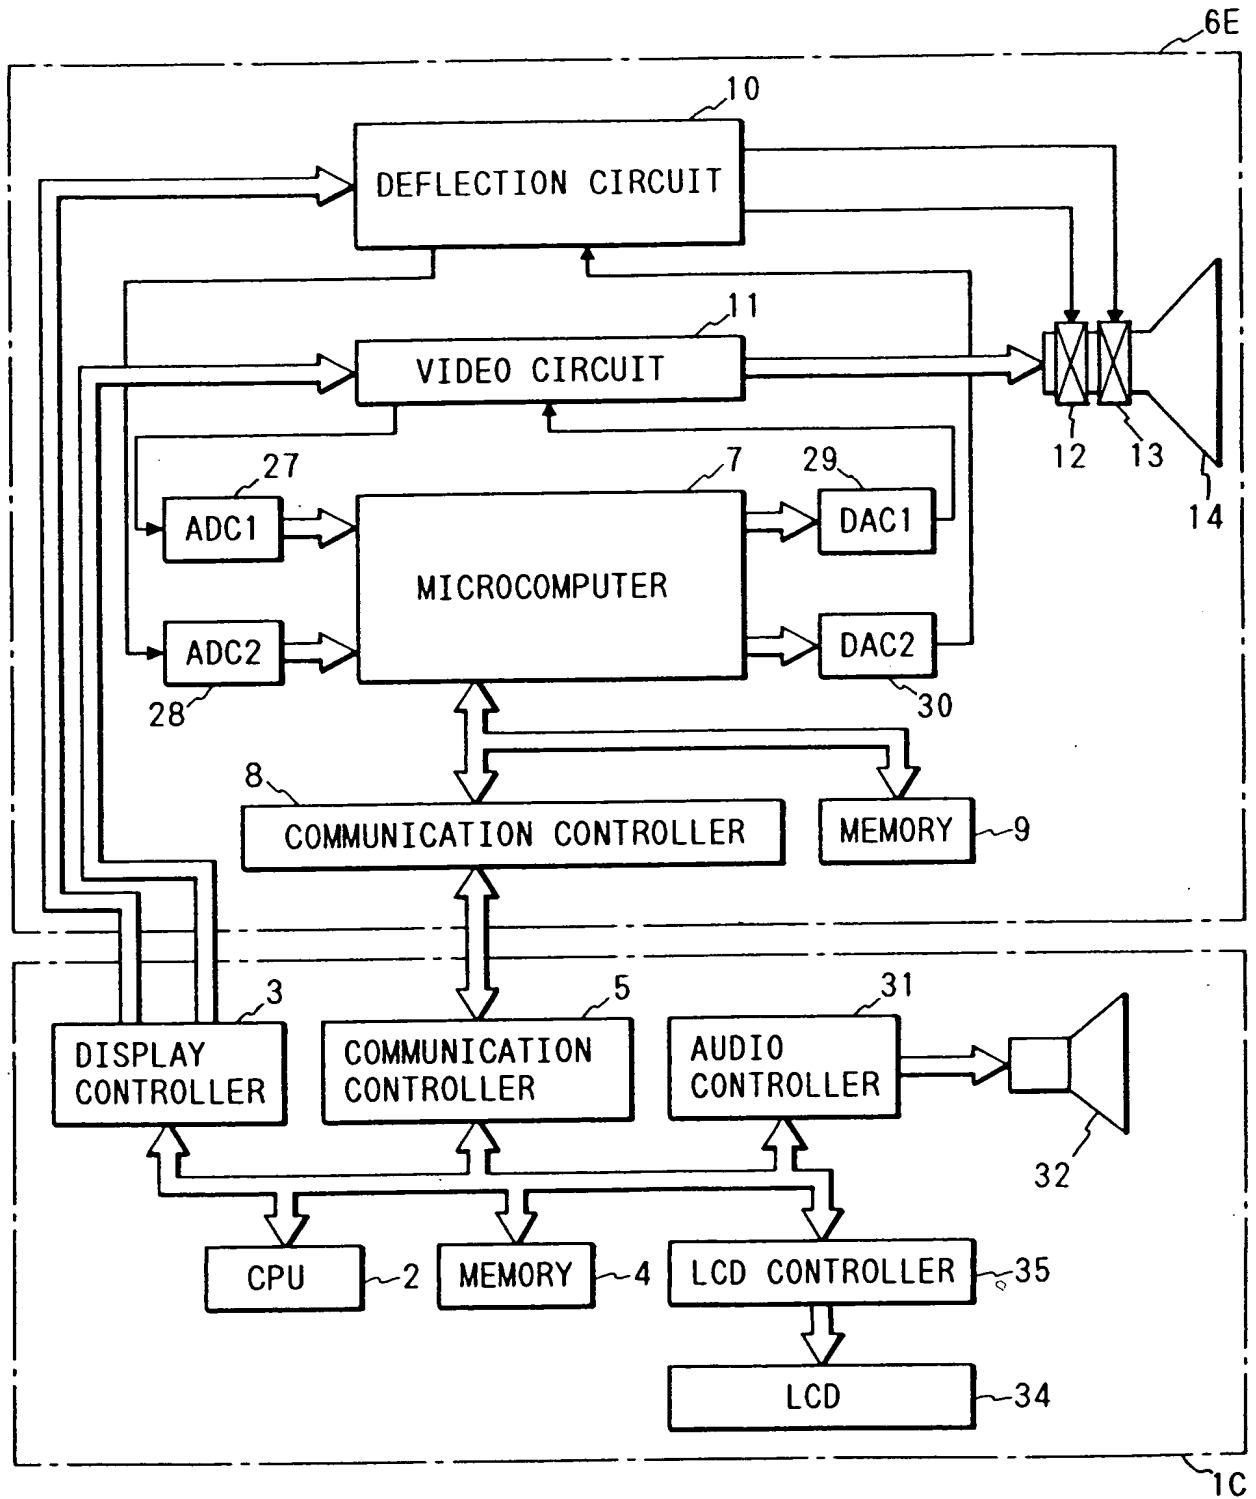 6E
10
DEFLECTION CIRCUIT
11
VIDEO CIRCUIT
12
13
14
27
7
29
ADC1
DAC1
MICROCOMPUTER
ADC2
DAC2
28
30
8
COMMUNICATION CONTROLLER
MEMORY
9
3
5
31
DISPLAY
CONTROLLER
COMMUNICATION
CONTROLLER
AUDIO
CONTROLLER
32
CPU
2
MEMORY
4
LCD CONTROLLER
35
LCD
34
1C